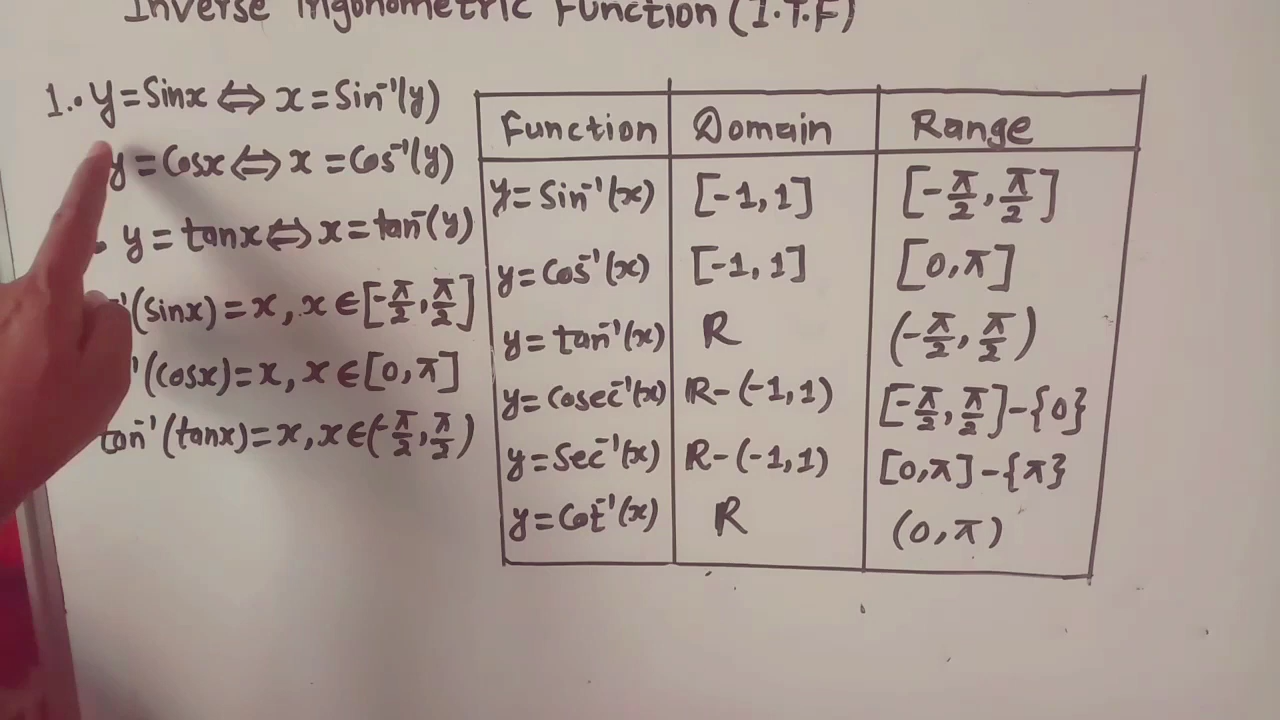 Inverse Trigonometric Function (I.T.F)
1.• y = Sinx ⇔ x = Sin⁻¹(y)
y = Cosx ⇔ x = Cos⁻¹(y)
• y = tanx ⇔ x = tan⁻(y)
⁻¹(sinx) = x, x ∈ [-π/2, π/2]
⁻¹(cosx) = x, x ∈ [0, π]
tan⁻¹(tanx) = x, x ∈ (-π/2, π/2)
Function Domain Range
y = Sin⁻¹(x) [-1, 1] [-π/2, π/2]
y = Cos⁻¹(x) [-1, 1] [0, π]
y = tan⁻¹(x) R (-π/2, π/2)
y = Cosec⁻¹(x) R - (-1, 1) [-π/2, π/2] - {0}
y = Sec⁻¹(x) R - (-1, 1) [0, π] - {π}
y = Cot⁻¹(x) R (0, π)